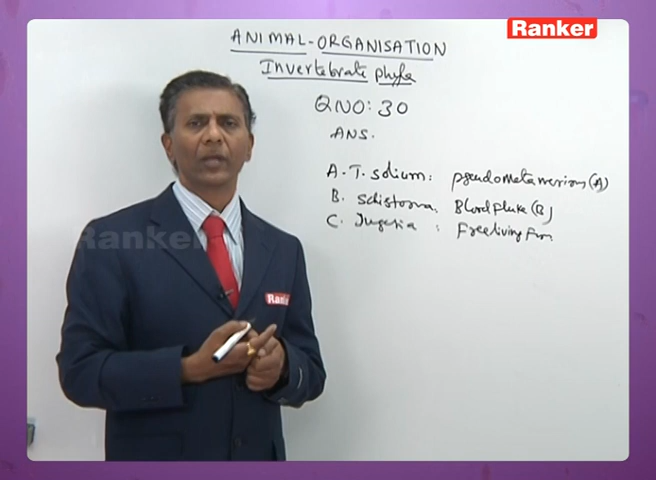 Ranker
ANIMAL-ORGANISATION
Invertebrate phyla
QNO: 30
ANS.
A. T. solium: pseudometamerism (A)
B. Schistosoma. Blood fluke (B)
C. Dugesia : Freeliving Form
Ranker
Ranker